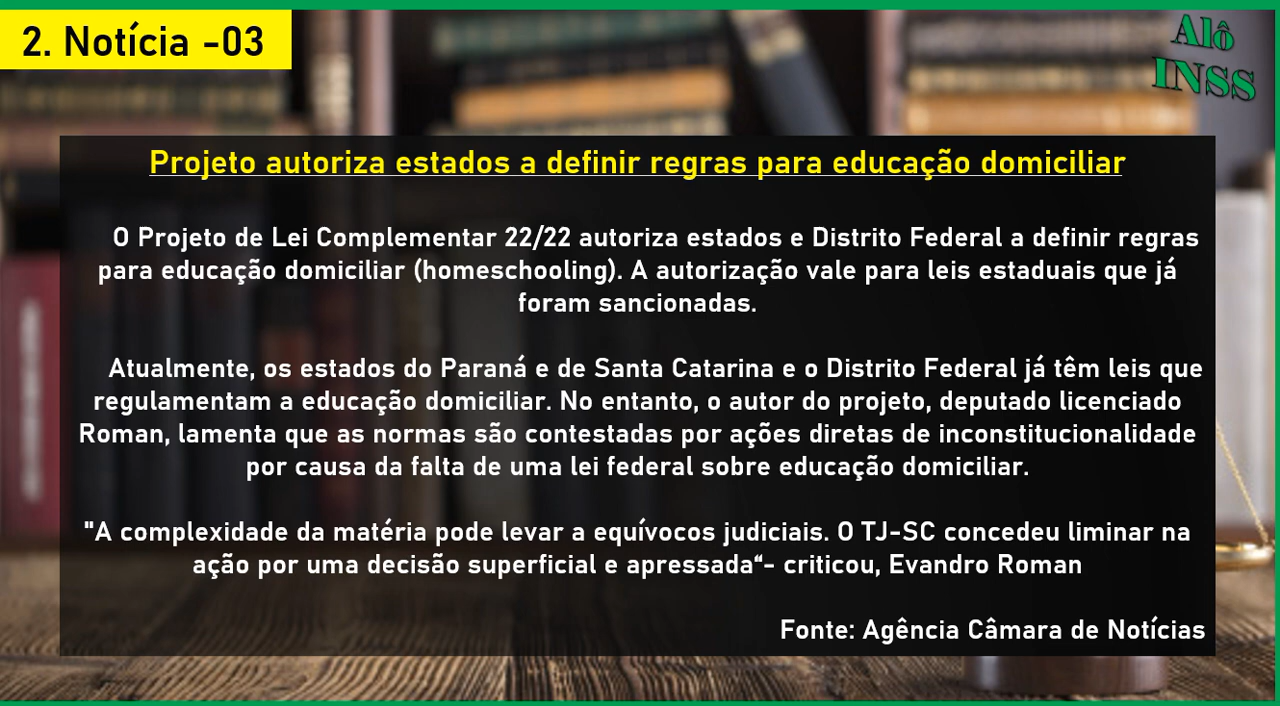 2. Notícia -03
Alô
INSS
Projeto autoriza estados a definir regras para educação domiciliar
O Projeto de Lei Complementar 22/22 autoriza estados e Distrito Federal a definir regras
para educação domiciliar (homeschooling). A autorização vale para leis estaduais que já
foram sancionadas.
Atualmente, os estados do Paraná e de Santa Catarina e o Distrito Federal já têm leis que
regulamentam a educação domiciliar. No entanto, o autor do projeto, deputado licenciado
Roman, lamenta que as normas são contestadas por ações diretas de inconstitucionalidade
por causa da falta de uma lei federal sobre educação domiciliar.
"A complexidade da matéria pode levar a equívocos judiciais. O TJ-SC concedeu liminar na
ação por uma decisão superficial e apressada“- criticou, Evandro Roman
Fonte: Agência Câmara de Notícias